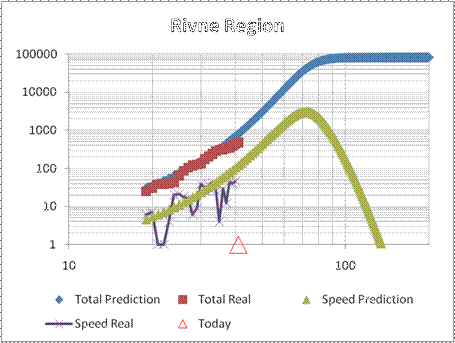 Rivne Region
100000
10000
1000
100
10
1
10 100
Total Prediction Total Real Speed Prediction
Speed Real Today